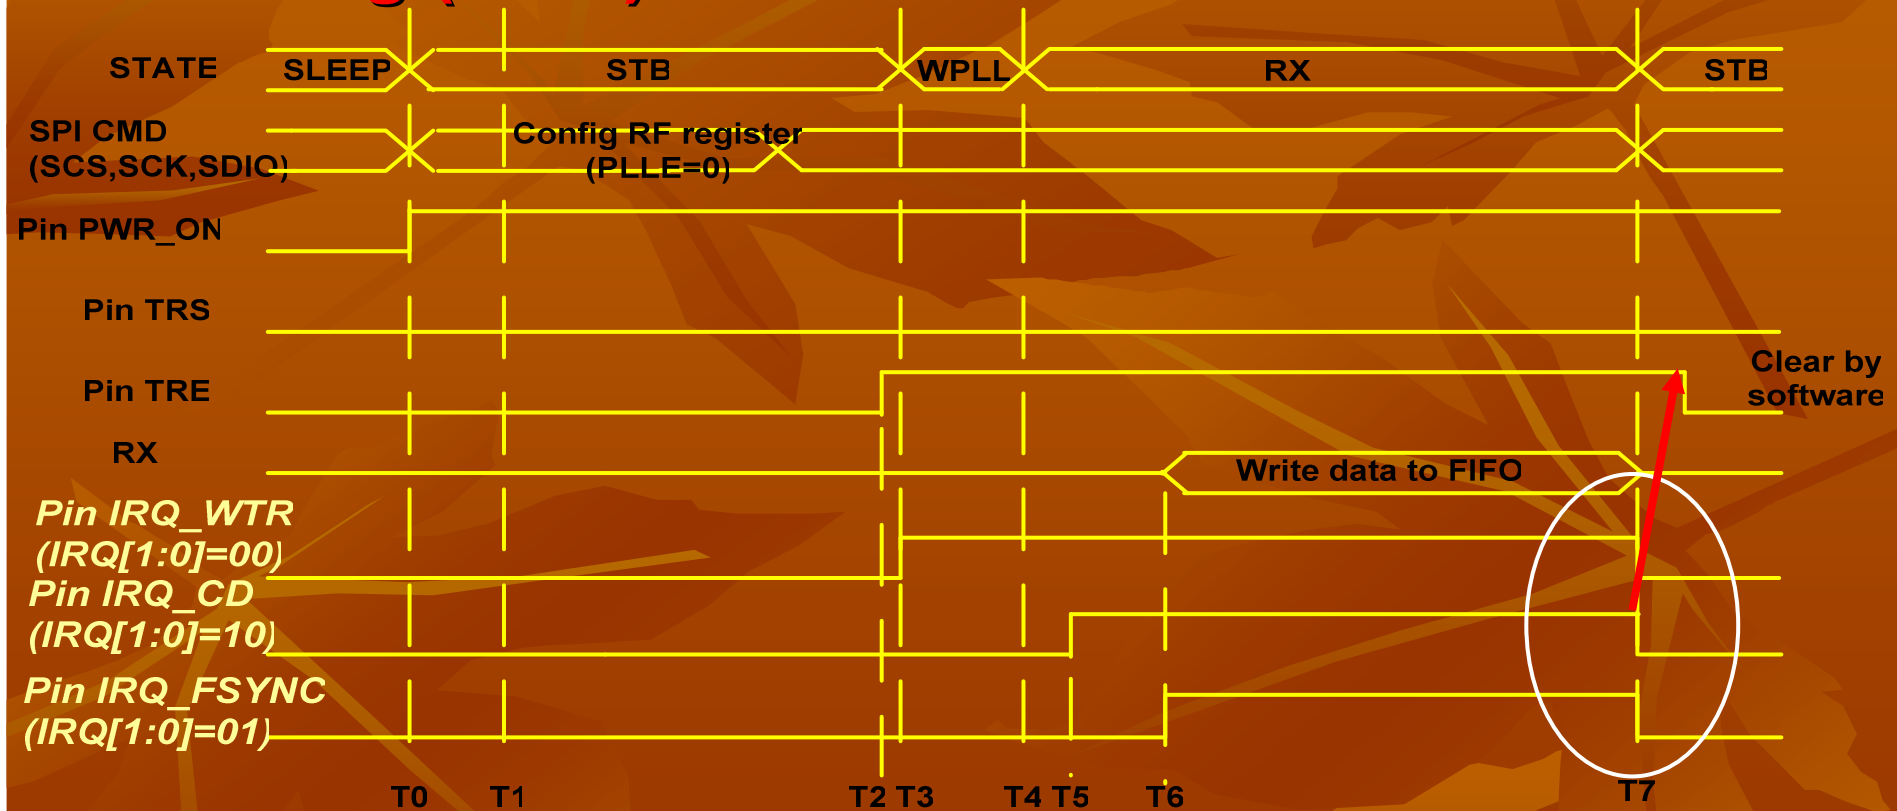 STATE SLEEP STB WPLL RX STB
SPI CMD
(SCS,SCK,SDIO)
Config RF register
(PLLE=0)
Pin PWR_ON
Pin TRS
Pin TRE
Clear by
software
RX
Write data to FIFO
Pin IRQ_WTR
(IRQ[1:0]=00)
Pin IRQ_CD
(IRQ[1:0]=10)
Pin IRQ_FSYNC
(IRQ[1:0]=01)
T0 T1 T2 T3 T4 T5 T6 T7